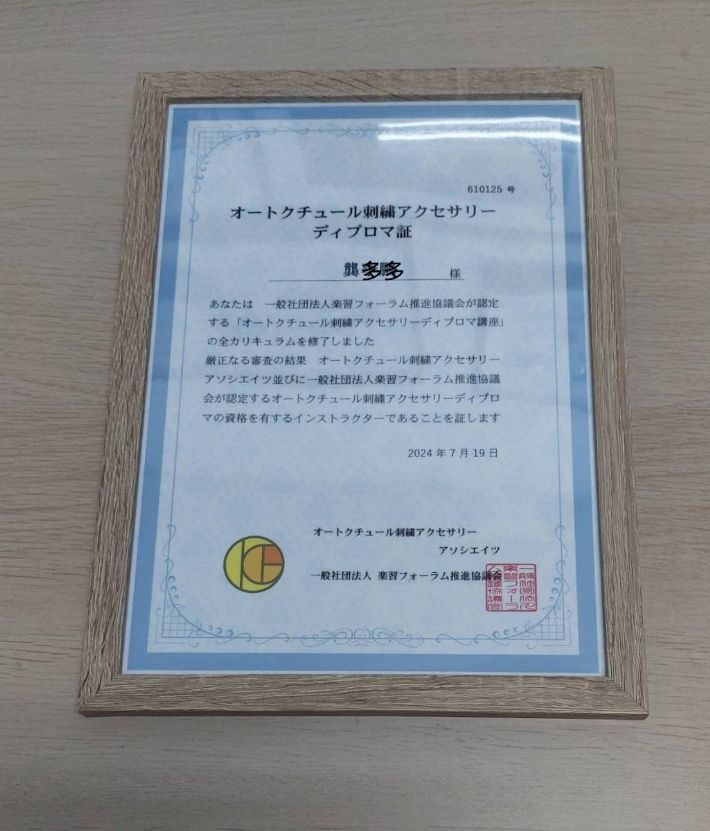 610125 号
オートクチュール刺繍アクセサリー
ディプロマ証
龔多多 様
あなたは 一般社団法人楽習フォーラム推進協議会が認定
する「オートクチュール刺繍アクセサリーディプロマ講座」
の全カリキュラムを修了しました
厳正なる審査の結果 オートクチュール刺繍アクセサリー
アソシエイツ並びに一般社団法人楽習フォーラム推進協議
会が認定するオートクチュール刺繍アクセサリーディプロ
マの資格を有するインストラクターであることを証します
2024年7月19日
オートクチュール刺繍アクセサリー
アソシエイツ
一般社団法人 楽習フォーラム推進協議会